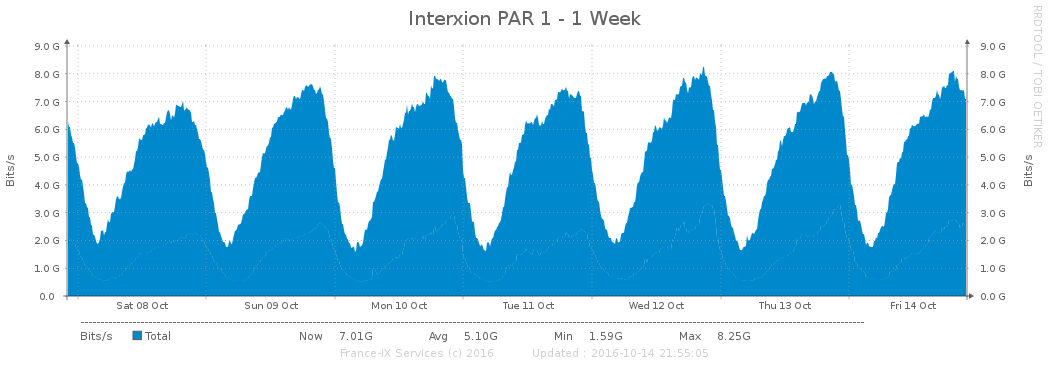 Interxion PAR 1 - 1 Week
RRDTOOL / TOBI OETIKER
Bits/s
9.0 G 9.0 G
8.0 G 8.0 G
7.0 G 7.0 G
6.0 G 6.0 G
5.0 G 5.0 G
4.0 G 4.0 G
3.0 G 3.0 G
2.0 G 2.0 G
1.0 G 1.0 G
0.0 0.0 G
Bits/s
Sat 08 Oct Sun 09 Oct Mon 10 Oct Tue 11 Oct Wed 12 Oct Thu 13 Oct Fri 14 Oct
Bits/s Total Now 7.01G Avg 5.10G Min 1.59G Max 8.25G
France-IX Services (c) 2016 Updated : 2016-10-14 21:55:05